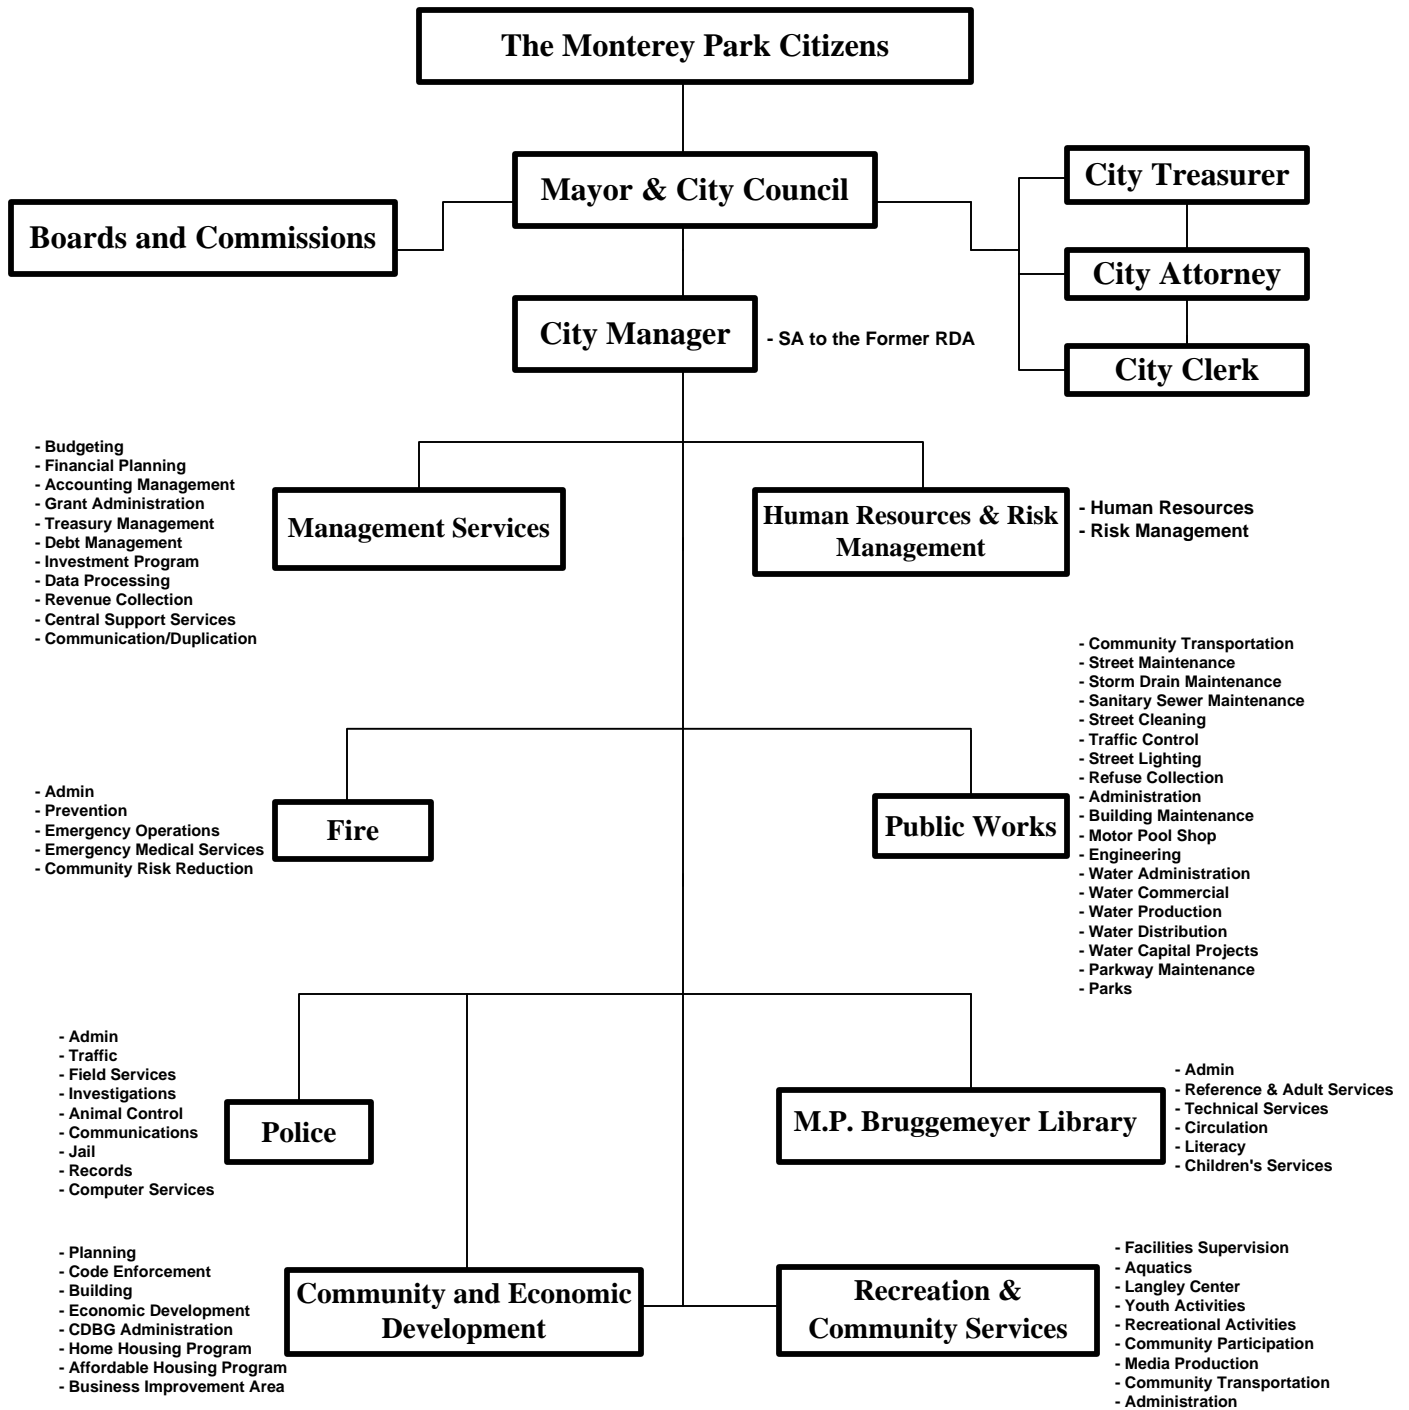 The Monterey Park Citizens
Mayor & City Council
City Treasurer
Boards and Commissions
City Attorney
City Manager
- SA to the Former RDA
City Clerk
- Budgeting
- Financial Planning
- Accounting Management
- Grant Administration
- Treasury Management
- Debt Management
- Investment Program
- Data Processing
- Revenue Collection
- Central Support Services
- Communication/Duplication
Management Services
Human Resources & Risk
Management
- Human Resources
- Risk Management
- Admin
- Prevention
- Emergency Operations
- Emergency Medical Services
- Community Risk Reduction
Fire
Public Works
- Community Transportation
- Street Maintenance
- Storm Drain Maintenance
- Sanitary Sewer Maintenance
- Street Cleaning
- Traffic Control
- Street Lighting
- Refuse Collection
- Administration
- Building Maintenance
- Motor Pool Shop
- Engineering
- Water Administration
- Water Commercial
- Water Production
- Water Distribution
- Water Capital Projects
- Parkway Maintenance
- Parks
- Admin
- Traffic
- Field Services
- Investigations
- Animal Control
- Communications
- Jail
- Records
- Computer Services
Police
M.P. Bruggemeyer Library
- Admin
- Reference & Adult Services
- Technical Services
- Circulation
- Literacy
- Children's Services
- Planning
- Code Enforcement
- Building
- Economic Development
- CDBG Administration
- Home Housing Program
- Affordable Housing Program
- Business Improvement Area
Community and Economic
Development
Recreation &
Community Services
- Facilities Supervision
- Aquatics
- Langley Center
- Youth Activities
- Recreational Activities
- Community Participation
- Media Production
- Community Transportation
- Administration